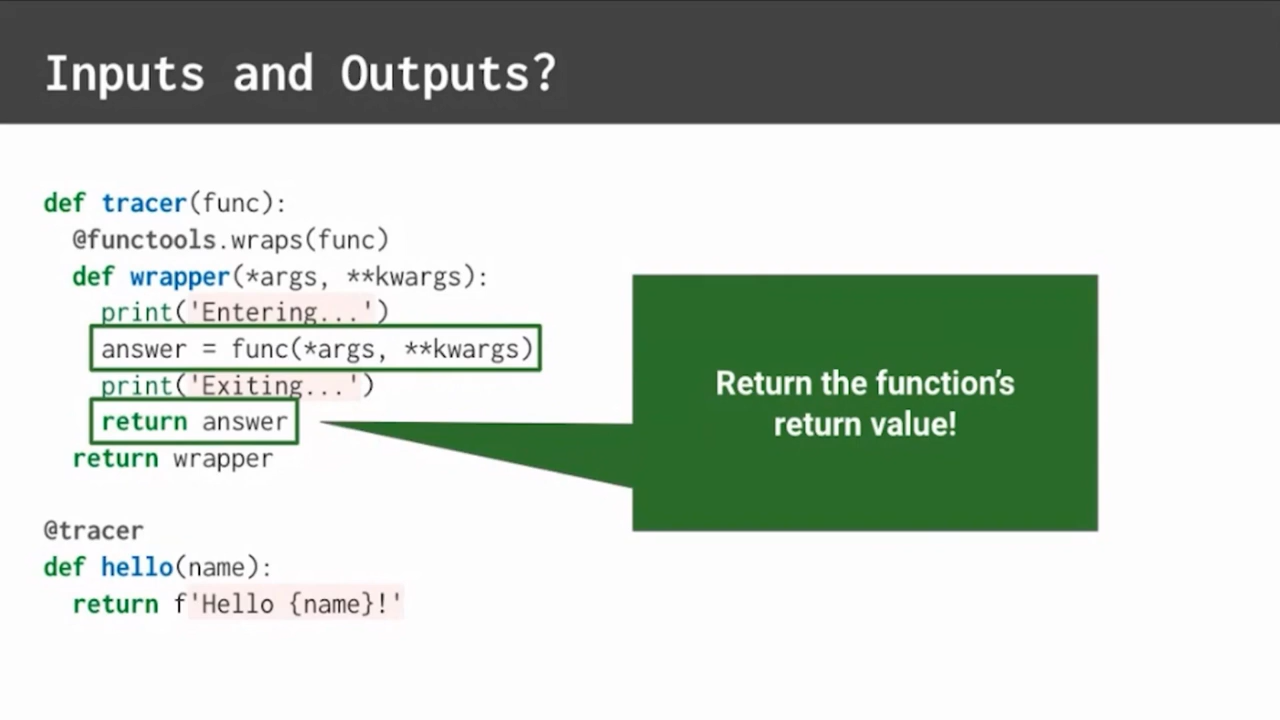 Inputs and Outputs?
def tracer(func):
  @functools.wraps(func)
  def wrapper(*args, **kwargs):
    print('Entering...')
    answer = func(*args, **kwargs)
    print('Exiting...')
    return answer
  return wrapper
Return the function’s
return value!
@tracer
def hello(name):
  return f'Hello {name}!'